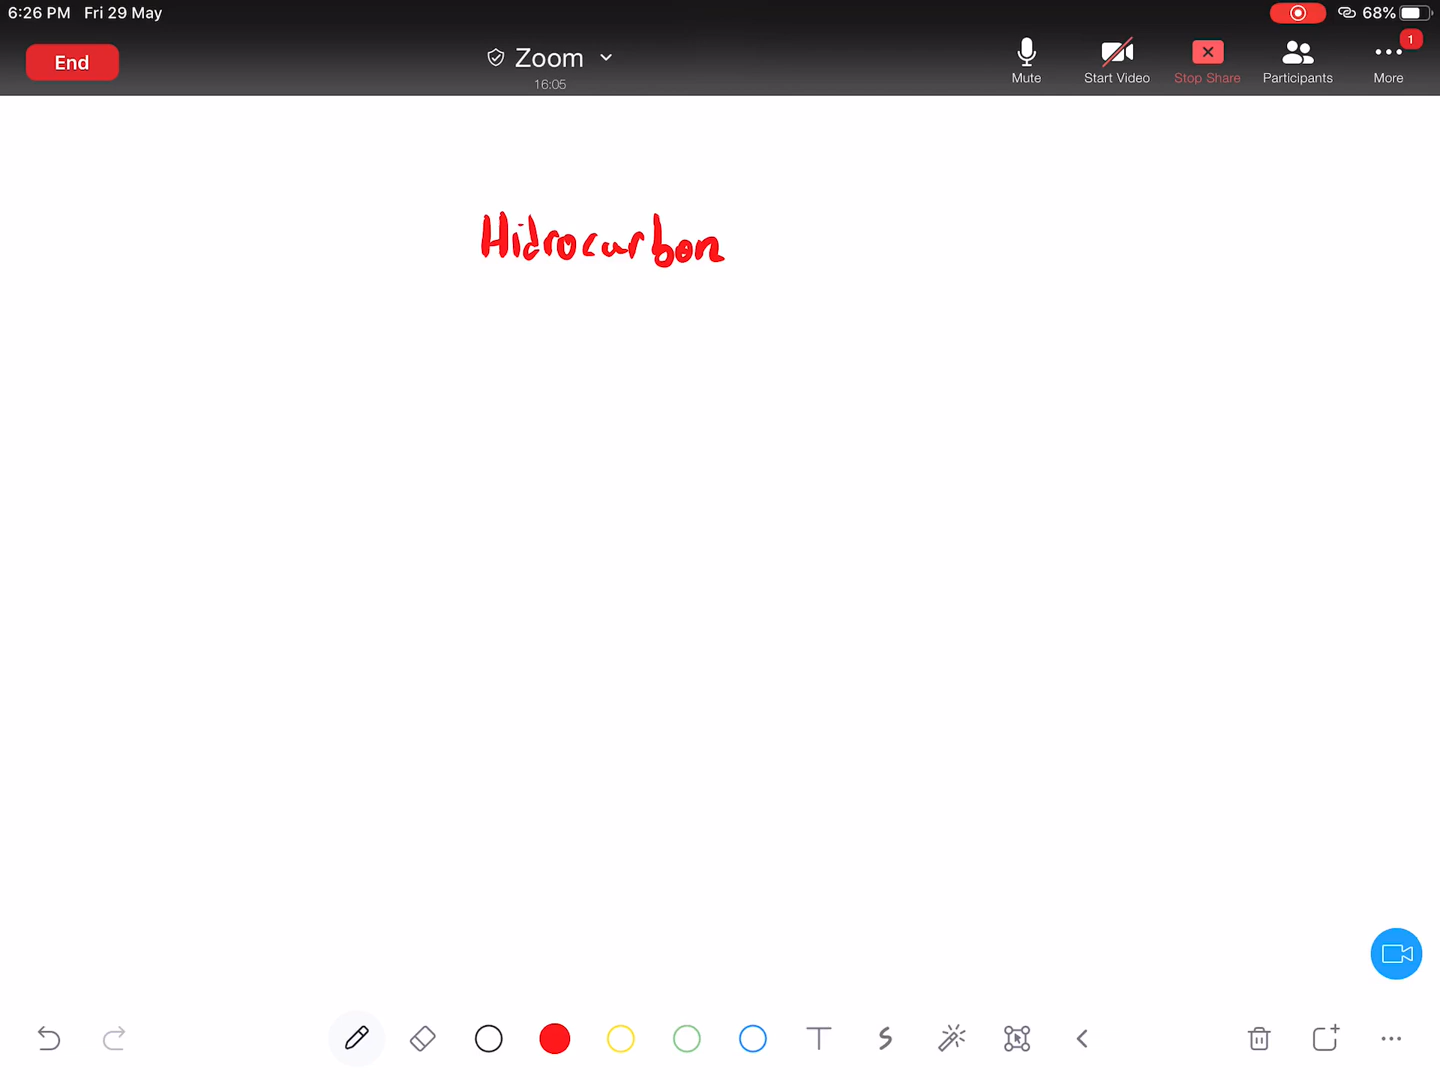 6:26 PM Fri 29 May
68%
End
Zoom
16:05
Mute
Start Video
Stop Share
Participants
1
More
Hidrocarbon
T